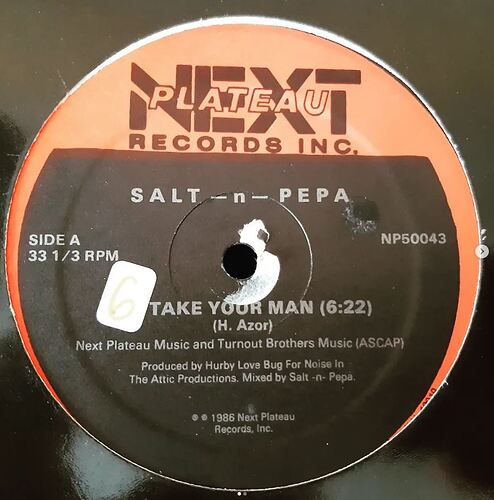 NEXT
PLATEAU
RECORDS INC.
SALT -n- PEPA
SIDE A
33 1/3 RPM
NP50043
6
TAKE YOUR MAN (6:22)
(H. Azor)
Next Plateau Music and Turnout Brothers Music (ASCAP)
Produced by Hurby Love Bug For Noise In
The Attic Productions. Mixed by Salt -n- Pepa.
℗ © 1986 Next Plateau
Records, Inc.